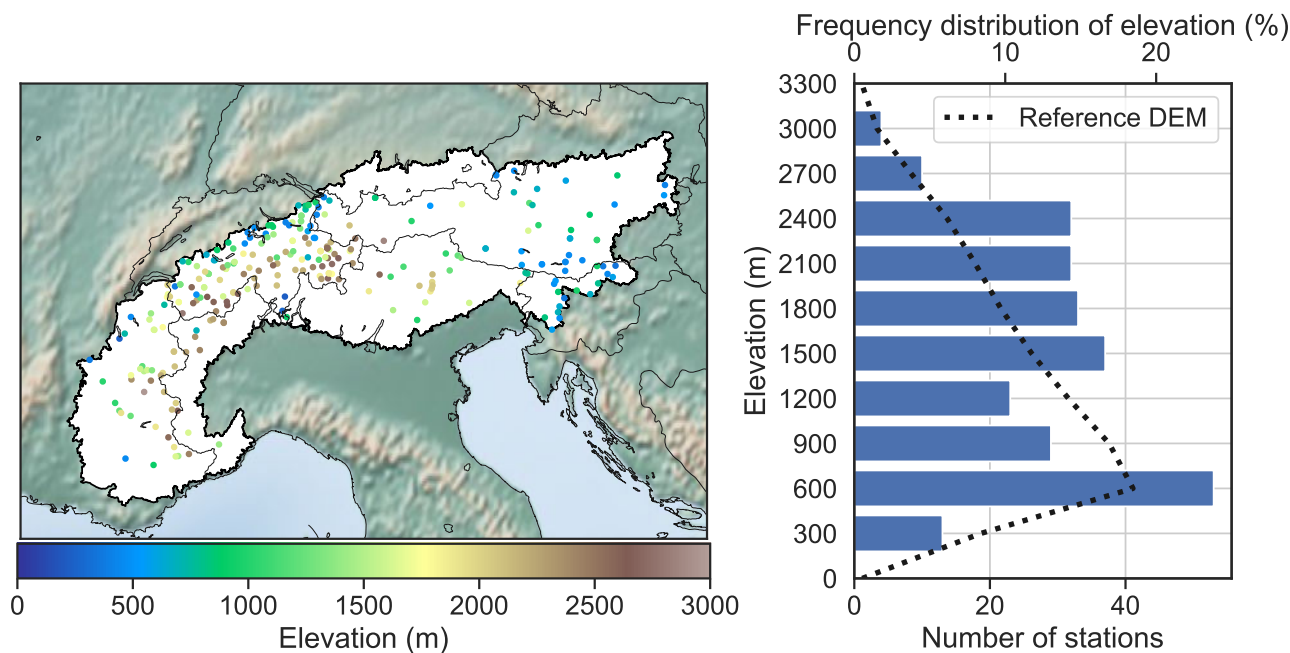 Frequency distribution of elevation (%)
0 10 20
3300
3000
2700
2400
2100
1800
1500
1200
900
600
300
0
Elevation (m)
Reference DEM
0 20 40
Number of stations
0 500 1000 1500 2000 2500 3000
Elevation (m)